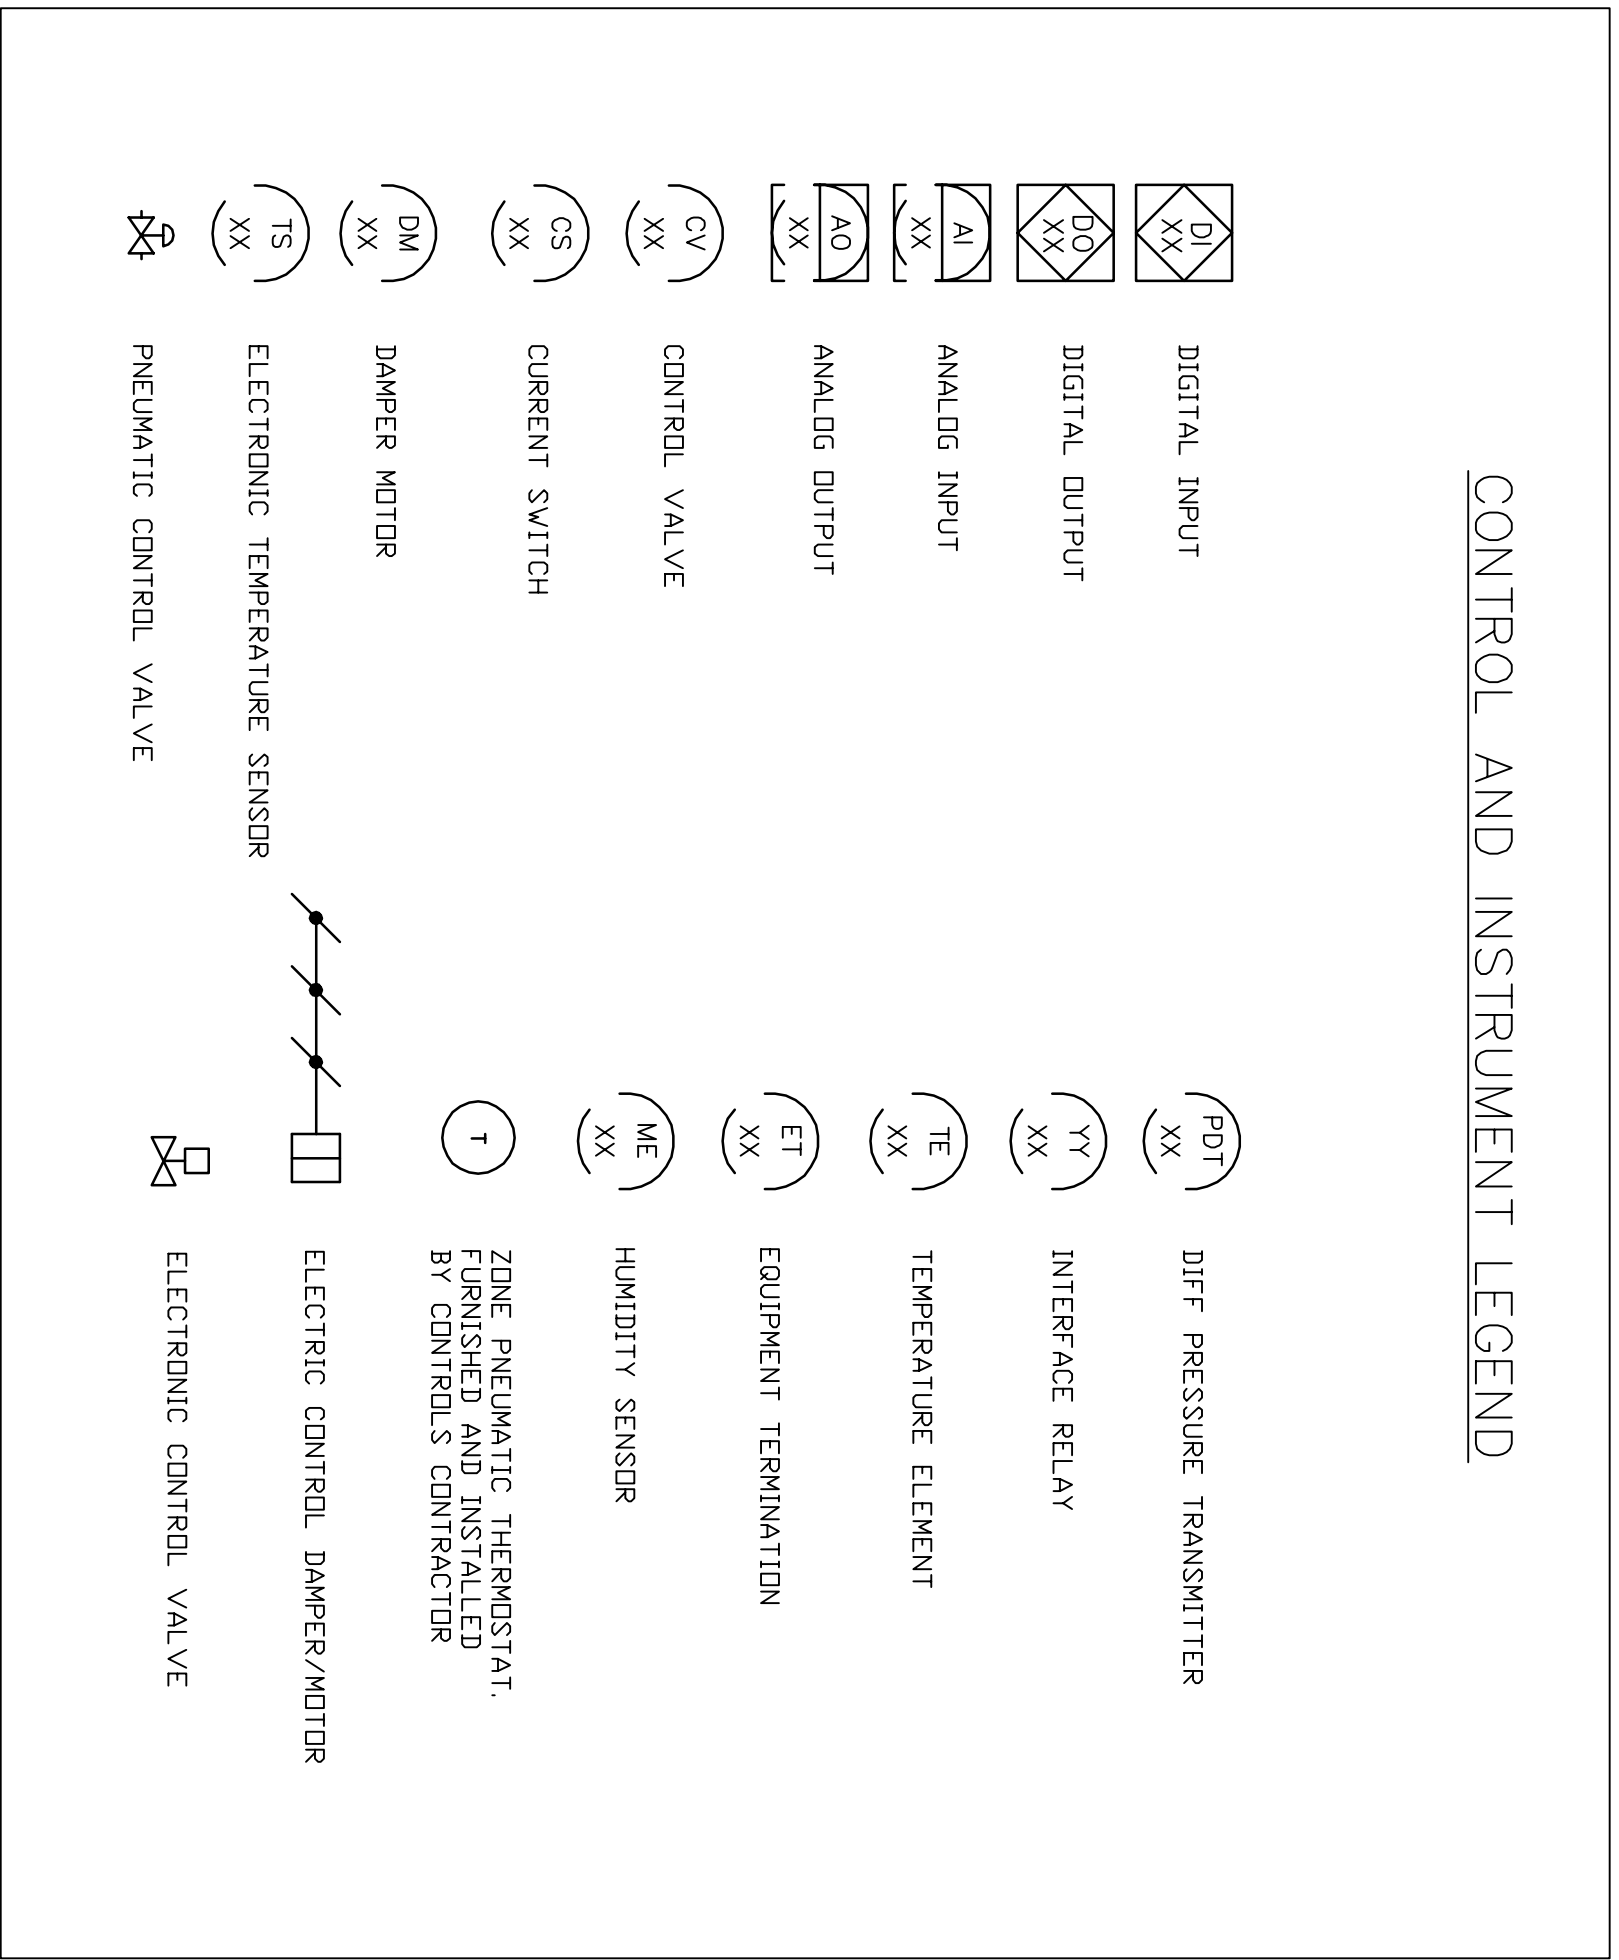 CONTROL AND INSTRUMENT LEGEND
DI
XX
DIGITAL INPUT
DO
XX
DIGITAL OUTPUT
AI
XX
ANALOG INPUT
AO
XX
ANALOG OUTPUT
CV
XX
CONTROL VALVE
CS
XX
CURRENT SWITCH
DM
XX
DAMPER MOTOR
TS
XX
ELECTRONIC TEMPERATURE SENSOR
PNEUMATIC CONTROL VALVE
PDT
XX
DIFF PRESSURE TRANSMITTER
YY
XX
INTERFACE RELAY
TE
XX
TEMPERATURE ELEMENT
ET
XX
EQUIPMENT TERMINATION
ME
XX
HUMIDITY SENSOR
T
ZONE PNEUMATIC THERMOSTAT.
FURNISHED AND INSTALLED
BY CONTROLS CONTRACTOR
ELECTRIC CONTROL DAMPER/MOTOR
ELECTRONIC CONTROL VALVE